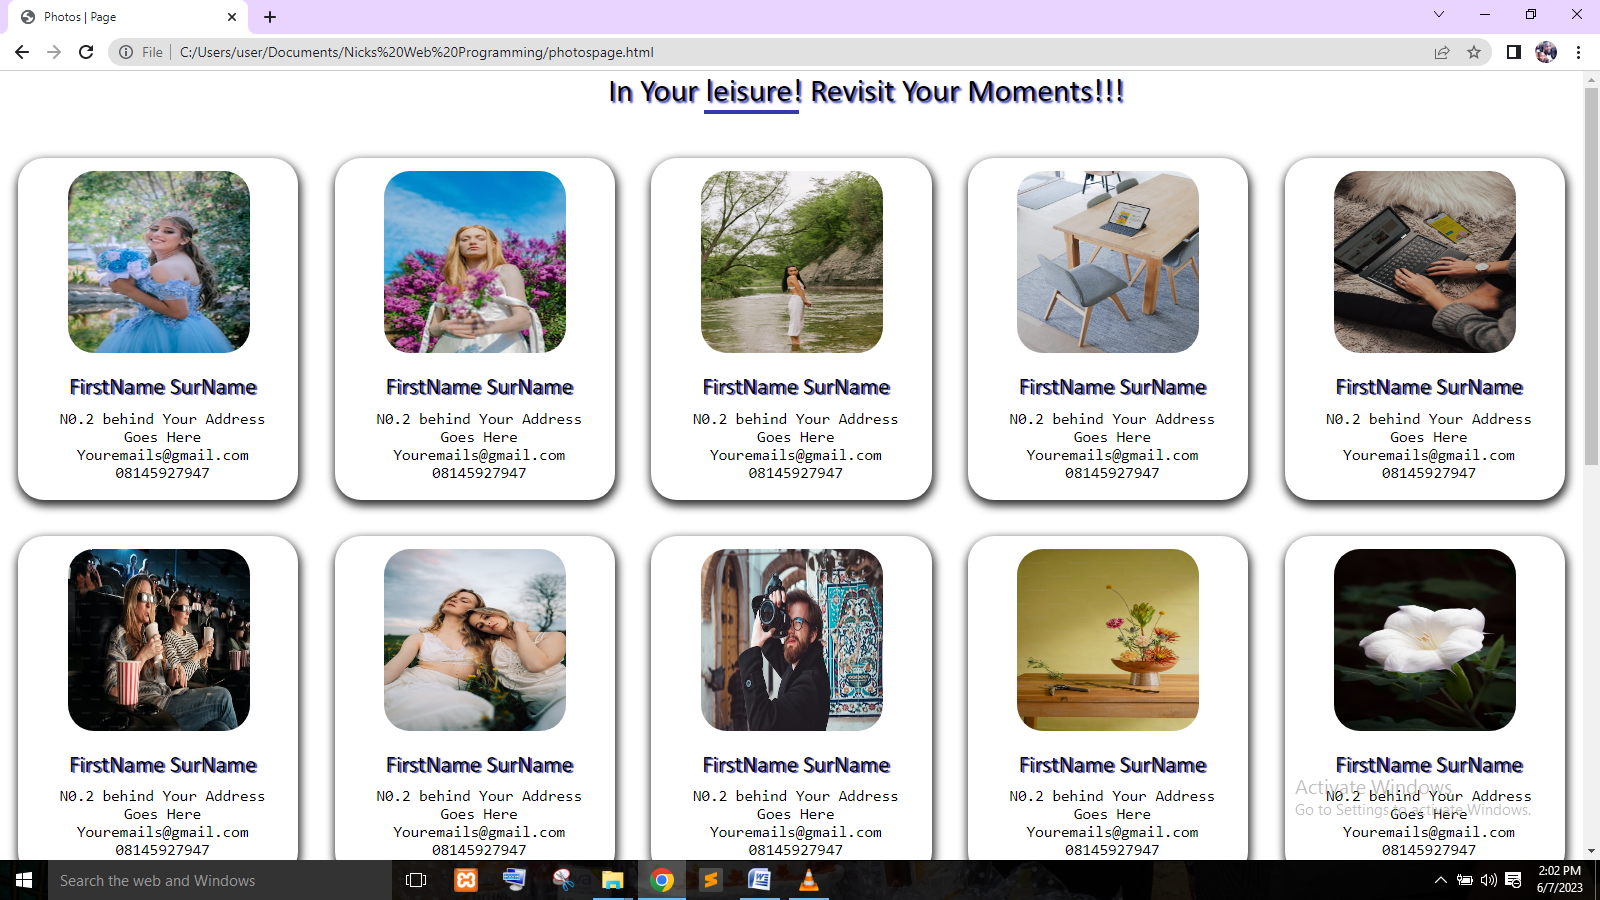 Photos | Page
File
C:/Users/user/Documents/Nicks%20Web%20Programming/photospage.html
In Your leisure! Revisit Your Moments!!!
FirstName SurName
N0.2 behind Your Address
Goes Here
Youremails@gmail.com
08145927947
FirstName SurName
N0.2 behind Your Address
Goes Here
Youremails@gmail.com
08145927947
FirstName SurName
N0.2 behind Your Address
Goes Here
Youremails@gmail.com
08145927947
FirstName SurName
N0.2 behind Your Address
Goes Here
Youremails@gmail.com
08145927947
FirstName SurName
N0.2 behind Your Address
Goes Here
Youremails@gmail.com
08145927947
FirstName SurName
N0.2 behind Your Address
Goes Here
Youremails@gmail.com
08145927947
FirstName SurName
N0.2 behind Your Address
Goes Here
Youremails@gmail.com
08145927947
FirstName SurName
N0.2 behind Your Address
Goes Here
Youremails@gmail.com
08145927947
FirstName SurName
N0.2 behind Your Address
Goes Here
Youremails@gmail.com
08145927947
FirstName SurName
N0.2 behind Your Address
Goes Here
Youremails@gmail.com
08145927947
Activate Windows
Go to Settings to activate Windows.
Search the web and Windows
2:02 PM
6/7/2023